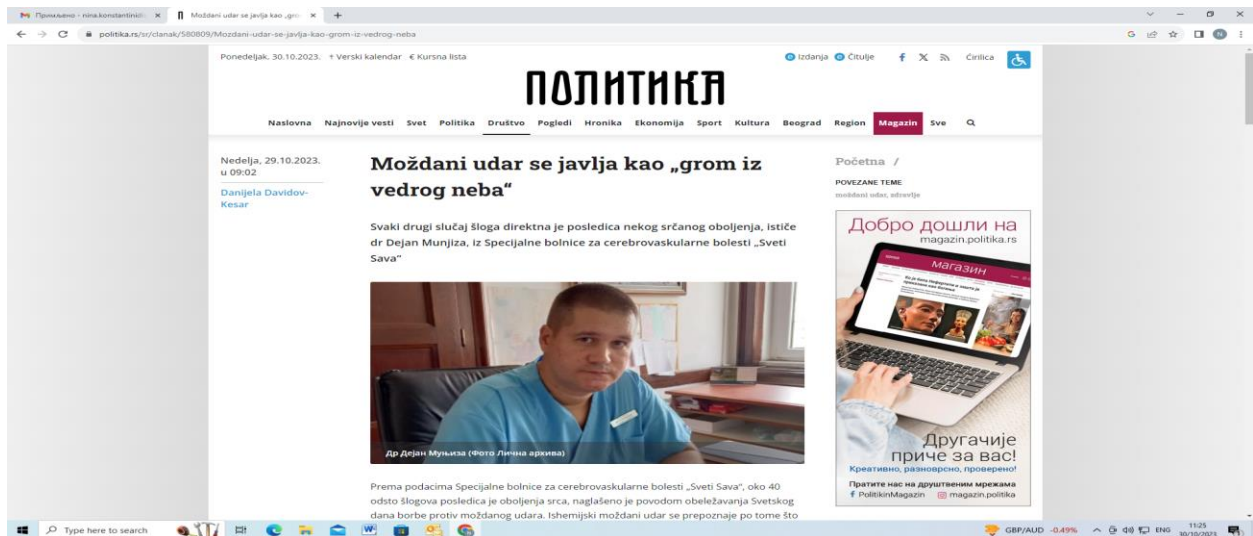 Примљено - nina.konstantinidi
Moždani udar se javlja kao „gro
politika.rs/sr/clanak/580809/Mozdani-udar-se-javlja-kao-grom-iz-vedrog-neba
Ponedeljak, 30.10.2023. † Verski kalendar € Kursna lista
Izdanja Čitulje Ćirilica
ПОЛИТИКА
Naslovna Najnovije vesti Svet Politika Društvo Pogledi Hronika Ekonomija Sport Kultura Beograd Region Magazin Sve
Nedelja, 29.10.2023.
u 09:02
Danijela Davidov-
Kesar
Moždani udar se javlja kao „grom iz
vedrog neba“
Svaki drugi slučaj šloga direktna je posledica nekog srčanog oboljenja, ističe
dr Dejan Munjiza, iz Specijalne bolnice za cerebrovaskularne bolesti „Sveti
Sava“
Др Дејан Муњиза (Фото Лична архива)
Prema podacima Specijalne bolnice za cerebrovaskularne bolesti „Sveti Sava“, oko 40
odsto šlogova posledica je oboljenja srca, naglašeno je povodom obeležavanja Svetskog
dana borbe protiv moždanog udara. Ishemijski moždani udar se prepoznaje po tome što
Početna /
POVEZANE TEME
moždani udar, zdravlje
Добро дошли на
magazin.politika.rs
МАГАЗИН
Другачије
приче за вас!
Креативно, разноврсно, проверено!
Пратите нас на друштвеним мрежама
PolitikinMagazin magazin.politika
Type here to search
GBP/AUD -0.49%
ENG
11:25
30/10/2023